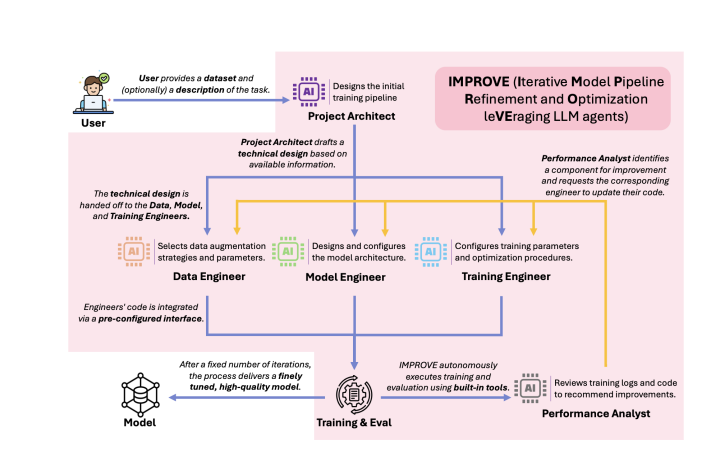 User provides a dataset and
(optionally) a description of the task.
User
AI
Designs the initial
training pipeline
Project Architect
IMPROVE (Iterative Model Pipeline
Refinement and Optimization
leVEraging LLM agents)
Project Architect drafts a
technical design based on
available information.
Performance Analyst identifies
a component for improvement
and requests the corresponding
engineer to update their code.
The technical design is
handed off to the Data, Model,
and Training Engineers.
AI
Selects data augmentation
strategies and parameters.
Data Engineer
AI
Designs and configures
the model architecture.
Model Engineer
AI
Configures training parameters
and optimization procedures.
Training Engineer
Engineers' code is integrated
via a pre-configured interface.
After a fixed number of iterations,
the process delivers a finely
tuned, high-quality model.
IMPROVE autonomously
executes training and
evaluation using built-in tools.
AI
Reviews training logs and code
to recommend improvements.
Performance Analyst
Model
Training & Eval